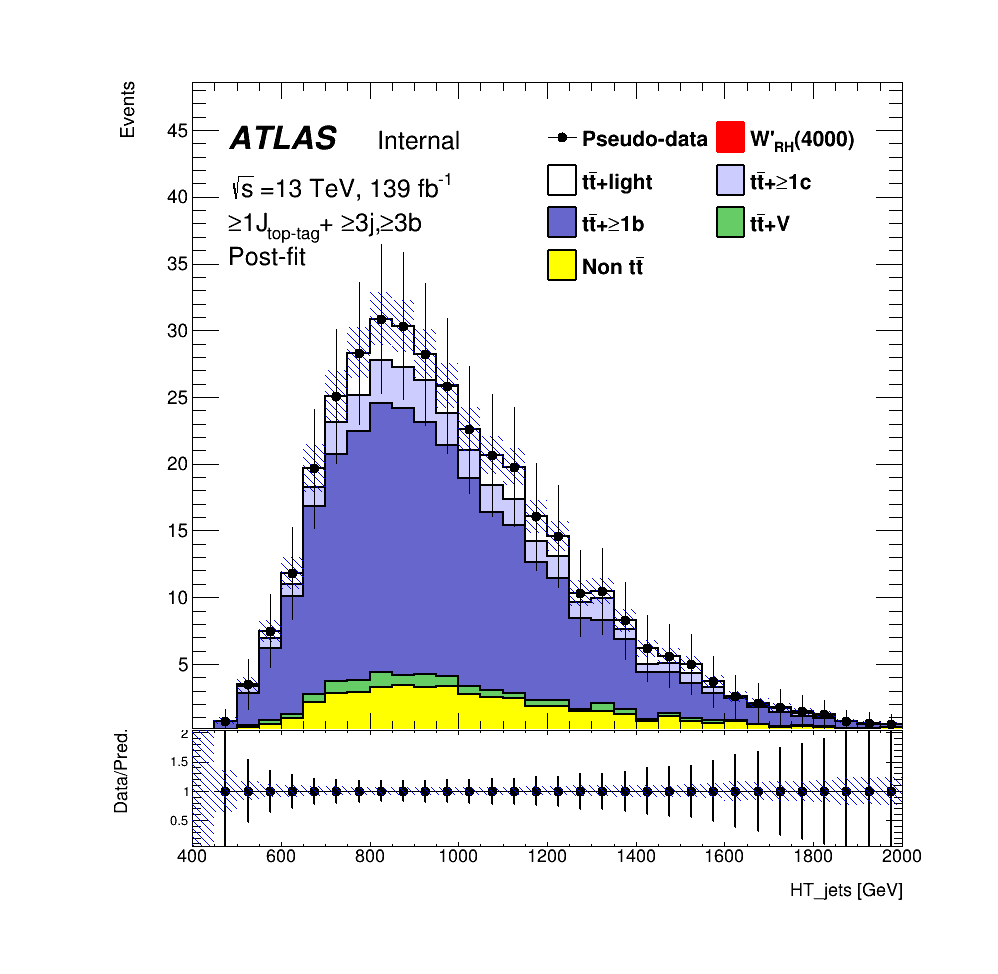 Events
ATLAS Internal
√s =13 TeV, 139 fb⁻¹
≥1J_top-tag+ ≥3j,≥3b
Post-fit
Pseudo-data W′_RH(4000)
tt̄+light tt̄+≥1c
tt̄+≥1b tt̄+V
Non tt̄
45
40
35
30
25
20
15
10
5
Data/Pred.
2
1.5
1
0.5
400 600 800 1000 1200 1400 1600 1800 2000
HT_jets [GeV]